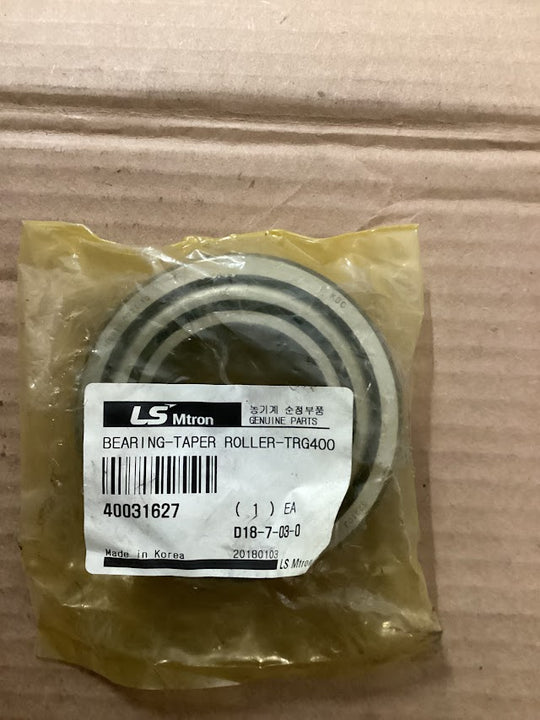 KBC
LS Mtron
농기계 순정부품
GENUINE PARTS
BEARING-TAPER ROLLER-TRG400
40031627
( 1 ) EA
D18-7-03-0
Made in Korea
20180103
LS Mtron